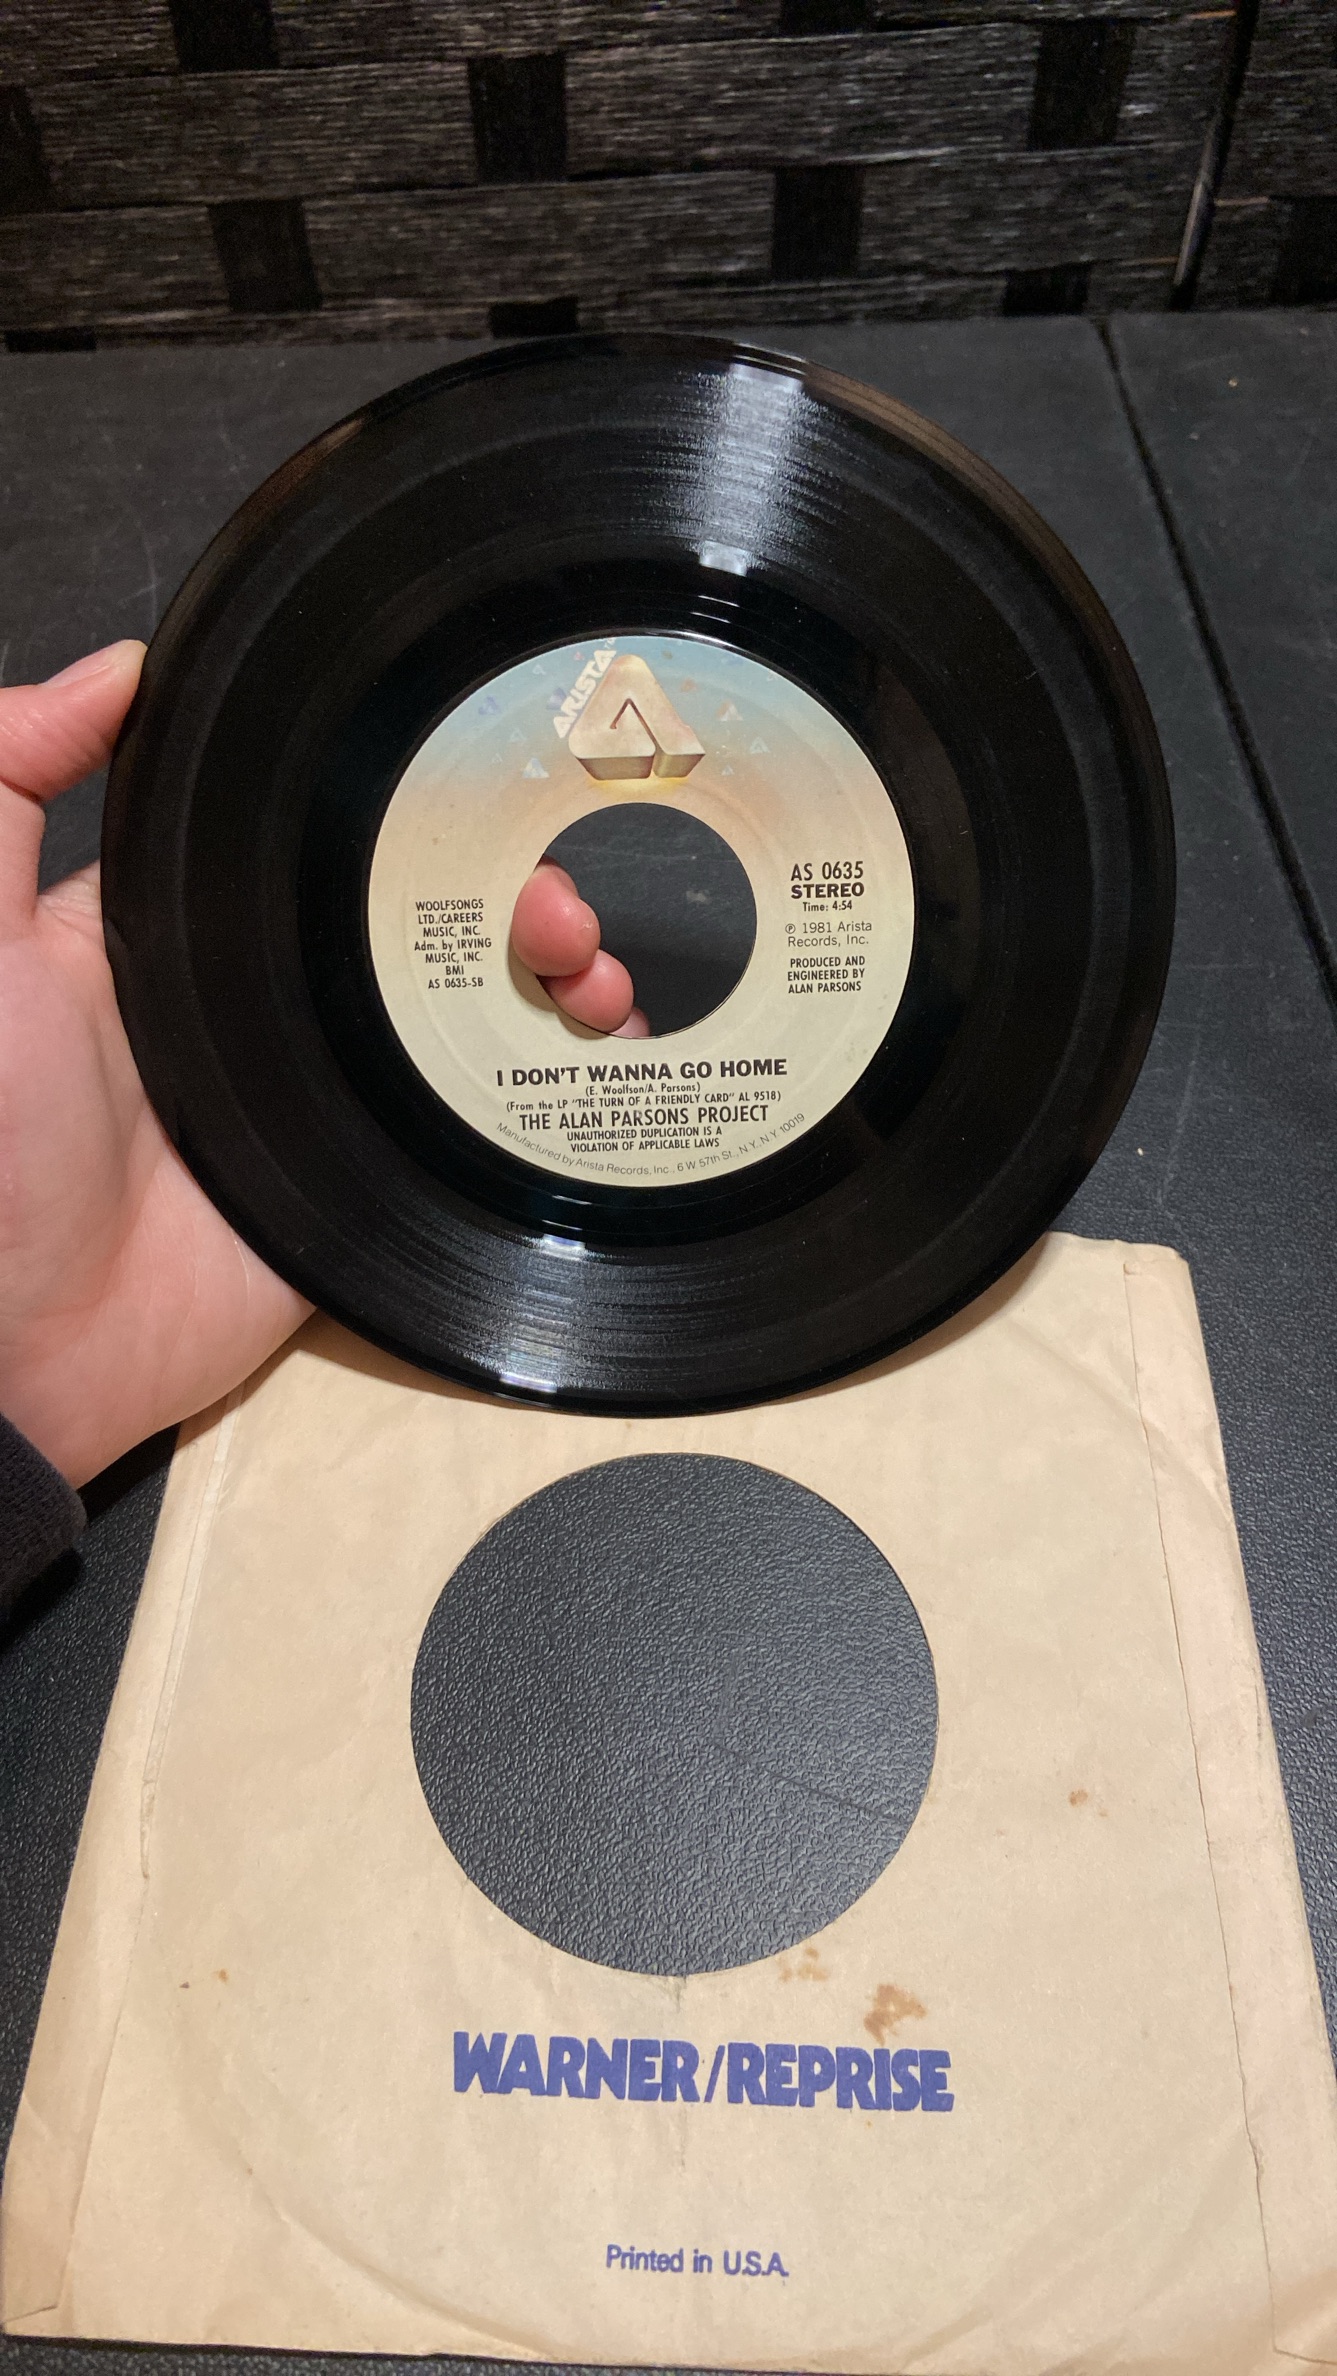 ARISTA™
WOOLFSONGS
LTD./CAREERS
MUSIC, INC.
Adm. by IRVING
MUSIC, INC.
BMI
AS 0635-SB
AS 0635
STEREO
Time: 4:54
℗ 1981 Arista
Records, Inc.
PRODUCED AND
ENGINEERED BY
ALAN PARSONS
I DON'T WANNA GO HOME
(E. Woolfson/A. Parsons)
(From the LP "THE TURN OF A FRIENDLY CARD" AL 9518)
THE ALAN PARSONS PROJECT
UNAUTHORIZED DUPLICATION IS A
VIOLATION OF APPLICABLE LAWS
Manufactured by Arista Records, Inc., 6 W. 57th St., N.Y., N.Y. 10019
WARNER/REPRISE
Printed in U.S.A.